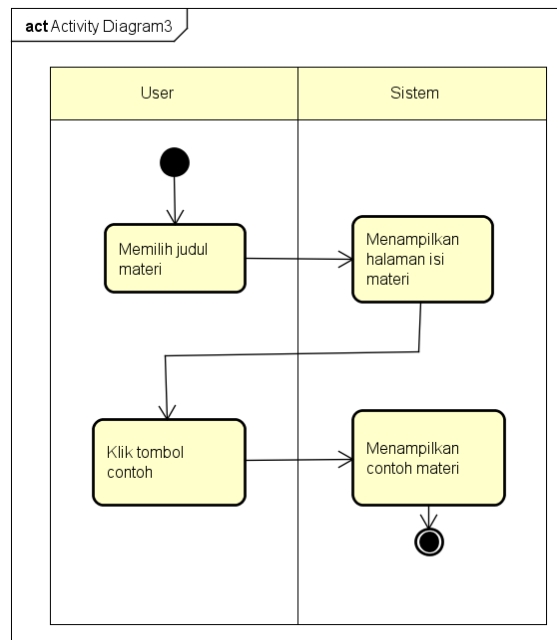 act Activity Diagram3
User
Sistem
Memilih judul
materi
Menampilkan
halaman isi
materi
Klik tombol
contoh
Menampilkan
contoh materi